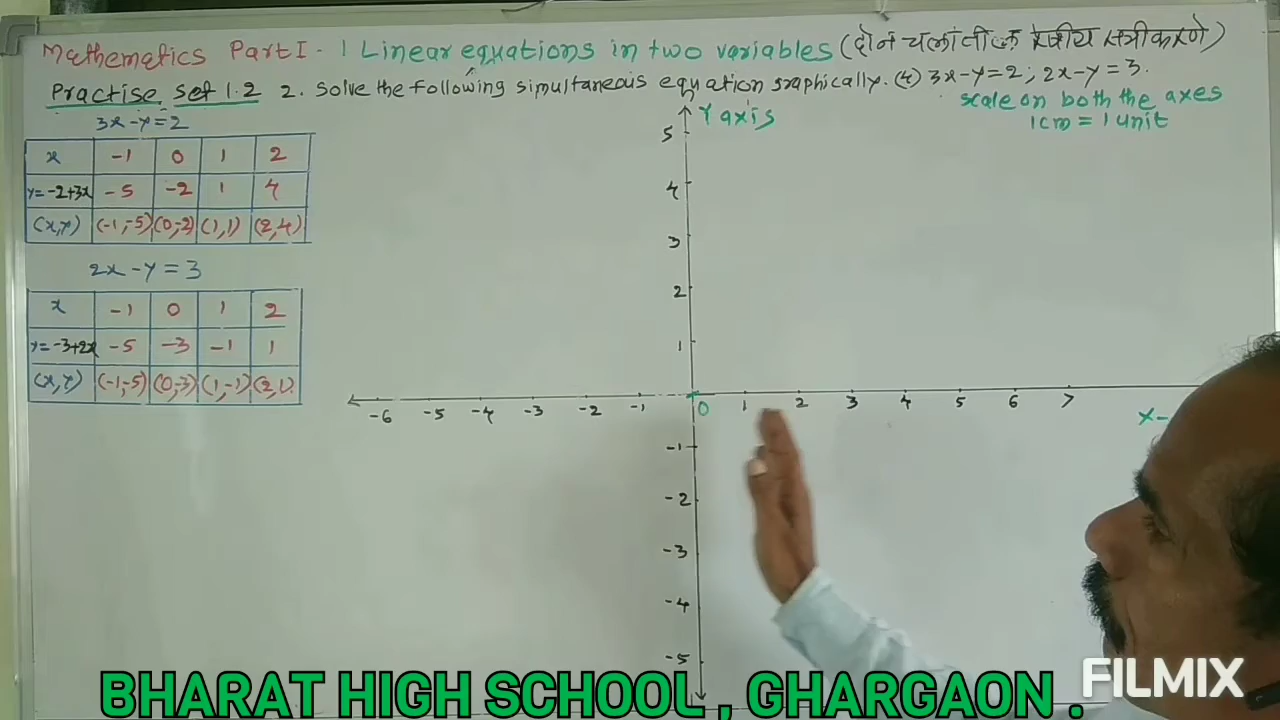 Mathematics Part I - 1 Linear equations in two variables (दोन चलांतील रेषीय समीकरणे)
Practise Set 1.2 2. Solve the following simultaneous equation graphically. (4) 3x-y=2; 2x-y=3.
scale on both the axes
1cm = 1 unit
3x-y=2
x -1 0 1 2
y=-2+3x -5 -2 1 4
(x,y) (-1,-5) (0,-2) (1,1) (2,4)
2x-y=3
x -1 0 1 2
y=-3+2x -5 -3 -1 1
(x,y) (-1,-5) (0,-3) (1,-1) (2,1)
Y axis
5
4
3
2
1
-6 -5 -4 -3 -2 -1 0 1 2 3 4 5 6 7
X-
-1
-2
-3
-4
-5
BHARAT HIGH SCHOOL , GHARGAON .
FILMIX